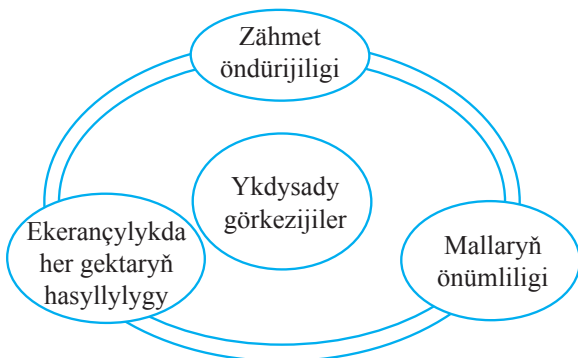 Zähmet
öndürijiligi
Ykdysady
görkezijiler
Ekerançylykda
her gektaryň
hasyllylygy
Mallaryň
önümliligi